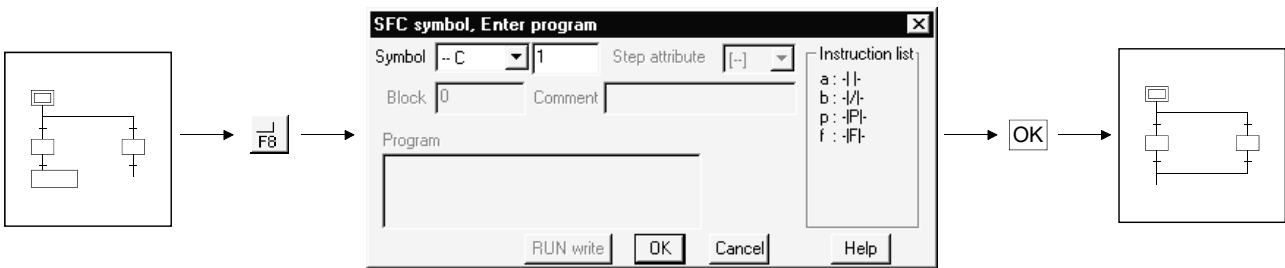 F8
SFC symbol, Enter program
Symbol -- C 1 Step attribute [--]
Block 0 Comment
Program
Instruction list
a : -| |-
b : -|/|-
p : -|P|-
f : -|F|-
RUN write OK Cancel Help
OK